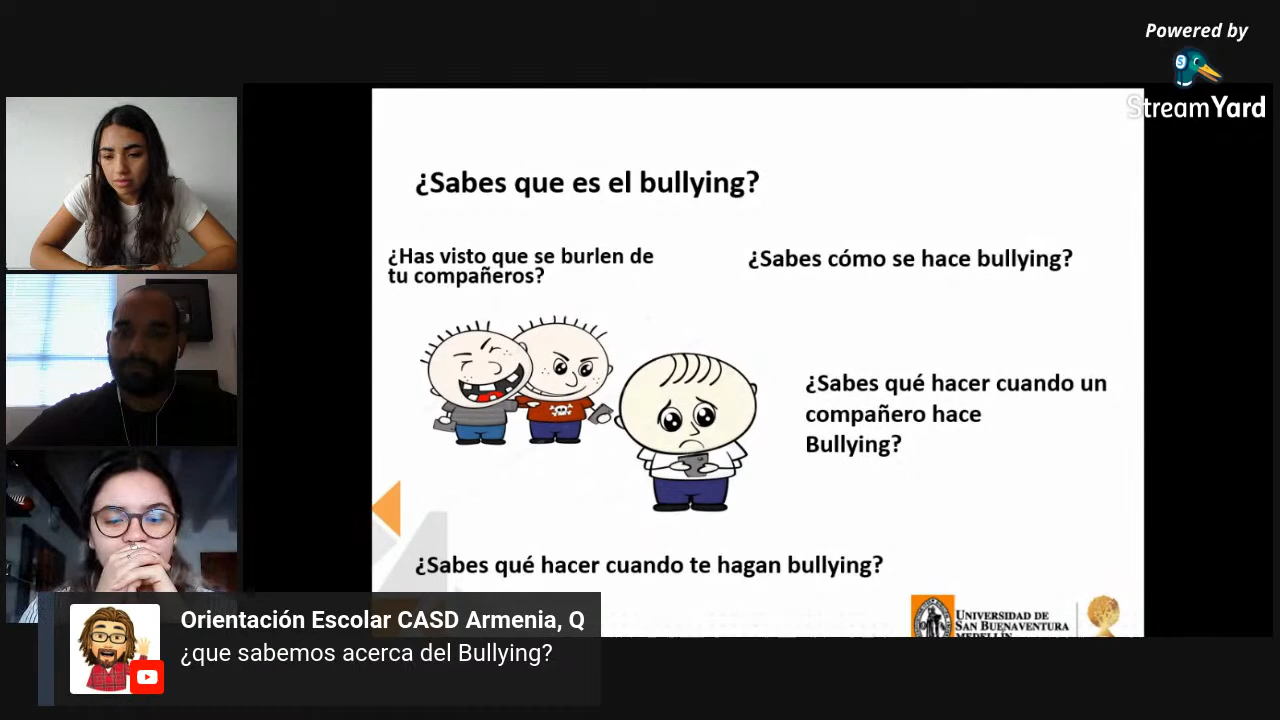 Powered by
StreamYard
¿Sabes que es el bullying?
¿Has visto que se burlen de
tu compañeros?
¿Sabes cómo se hace bullying?
¿Sabes qué hacer cuando un
compañero hace
Bullying?
¿Sabes qué hacer cuando te hagan bullying?
UNIVERSIDAD DE
SAN BUENAVENTURA
MEDELLÍN
Orientación Escolar CASD Armenia, Q
¿que sabemos acerca del Bullying?